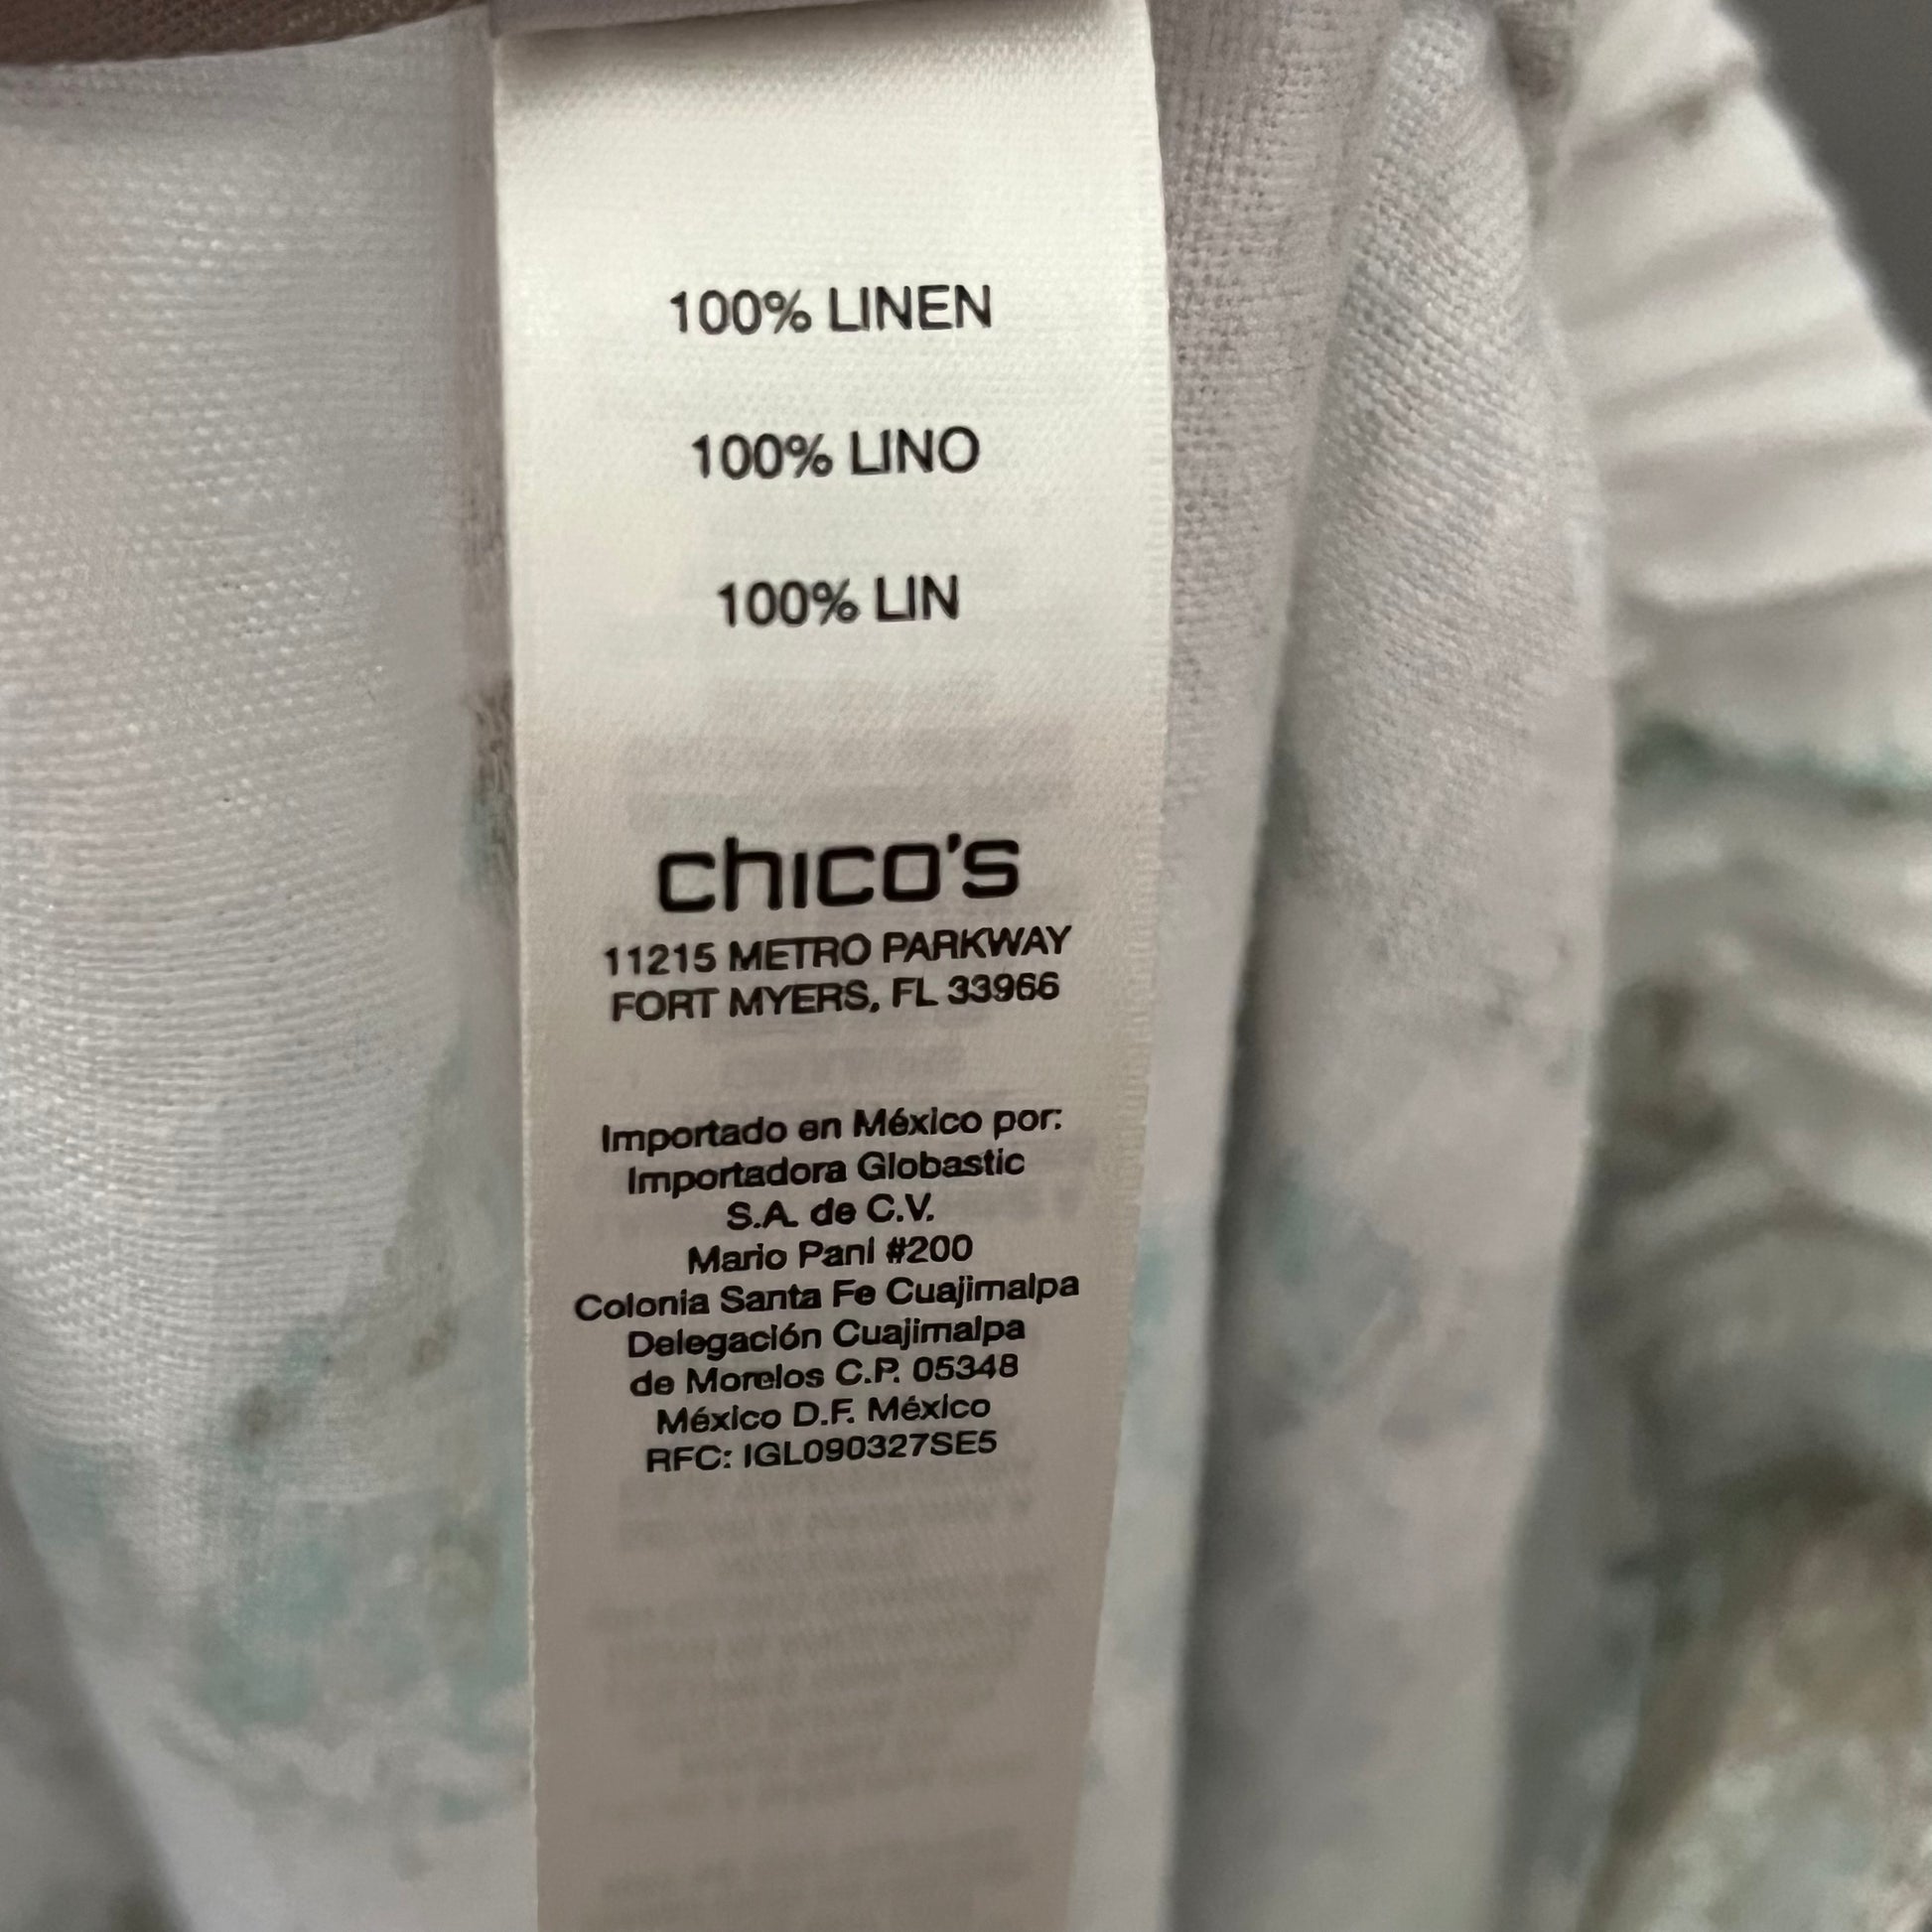 100% LINEN
100% LINO
100% LIN
chico's
11215 METRO PARKWAY
FORT MYERS, FL 33966
Importado en México por:
Importadora Globastic
S.A. de C.V.
Mario Pani #200
Colonia Santa Fe Cuajimalpa
Delegación Cuajimalpa
de Morelos C.P. 05348
México D.F. México
RFC: IGL090327SE5